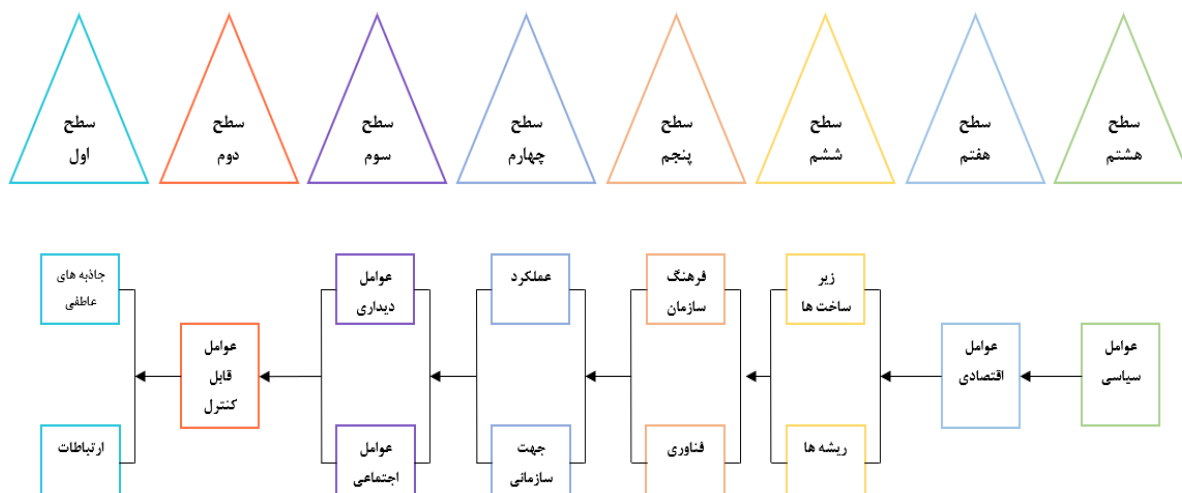 سطح
اول
سطح
دوم
سطح
سوم
سطح
چهارم
سطح
پنجم
سطح
ششم
سطح
هفتم
سطح
هشتم
جاذبه های
عاطفی
عوامل
دیداری
عملکرد
فرهنگ
سازمان
زیر
ساخت ها
عوامل
قابل
کنترل
عوامل
اقتصادی
عوامل
سیاسی
ارتباطات
عوامل
اجتماعی
جهت
سازمانی
فناوری
ریشه ها